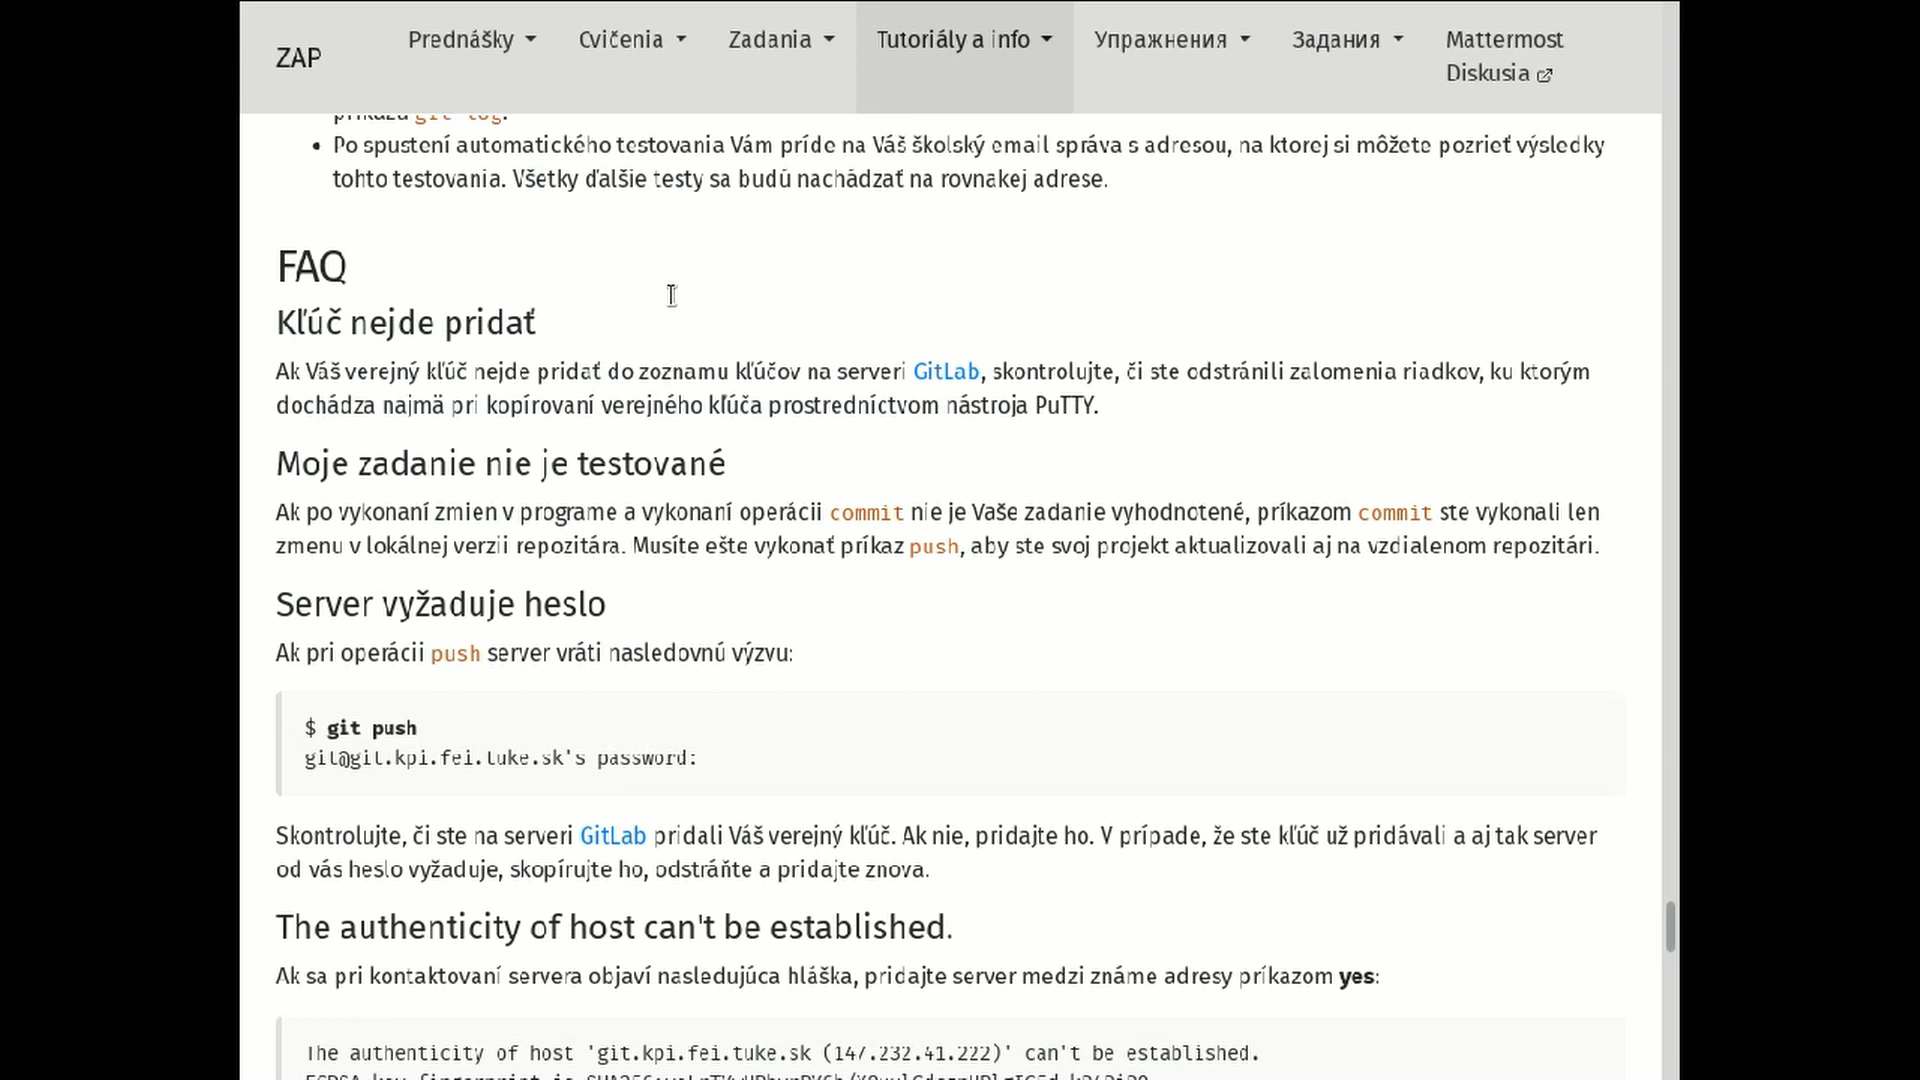 ZAP
Prednášky
Cvičenia
Zadania
Tutoriály a info
Упражнения
Задания
Mattermost
Diskusia
príkazu git log.
• Po spustení automatického testovania Vám príde na Váš školský email správa s adresou, na ktorej si môžete pozrieť výsledky
tohto testovania. Všetky ďalšie testy sa budú nachádzať na rovnakej adrese.
FAQ
Kľúč nejde pridať
Ak Váš verejný kľúč nejde pridať do zoznamu kľúčov na serveri GitLab, skontrolujte, či ste odstránili zalomenia riadkov, ku ktorým
dochádza najmä pri kopírovaní verejného kľúča prostredníctvom nástroja PuTTY.
Moje zadanie nie je testované
Ak po vykonaní zmien v programe a vykonaní operácii commit nie je Vaše zadanie vyhodnotené, príkazom commit ste vykonali len
zmenu v lokálnej verzii repozitára. Musíte ešte vykonať príkaz push, aby ste svoj projekt aktualizovali aj na vzdialenom repozitári.
Server vyžaduje heslo
Ak pri operácii push server vráti nasledovnú výzvu:
$ git push
git@git.kpi.fei.tuke.sk's password:
Skontrolujte, či ste na serveri GitLab pridali Váš verejný kľúč. Ak nie, pridajte ho. V prípade, že ste kľúč už pridávali a aj tak server
od vás heslo vyžaduje, skopírujte ho, odstráňte a pridajte znova.
The authenticity of host can't be established.
Ak sa pri kontaktovaní servera objaví nasledujúca hláška, pridajte server medzi známe adresy príkazom yes:
The authenticity of host 'git.kpi.fei.tuke.sk (147.232.41.222)' can't be established.
ECDSA key fingerprint is